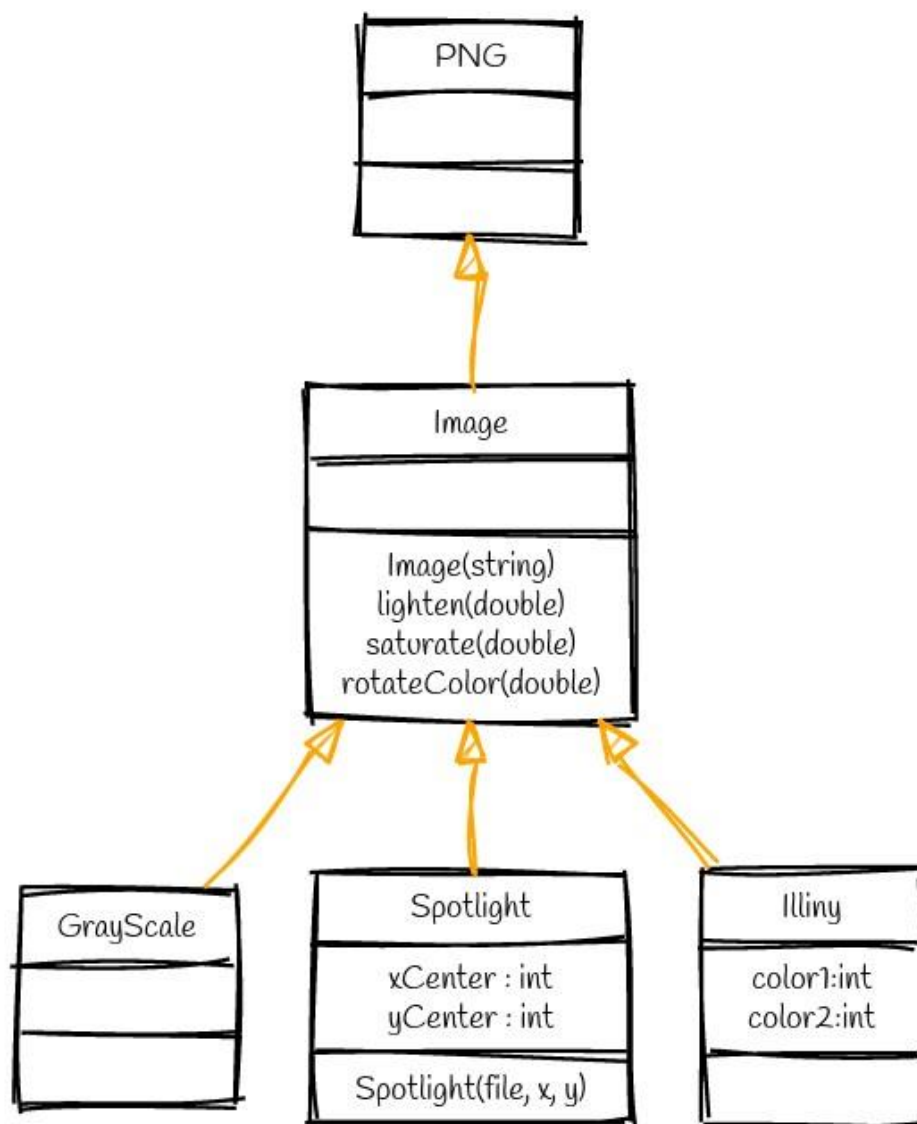 PNG
Image
Image(string)
lighten(double)
saturate(double)
rotateColor(double)
GrayScale
Spotlight
xCenter : int
yCenter : int
Spotlight(file, x, y)
Illiny
color1:int
color2:int